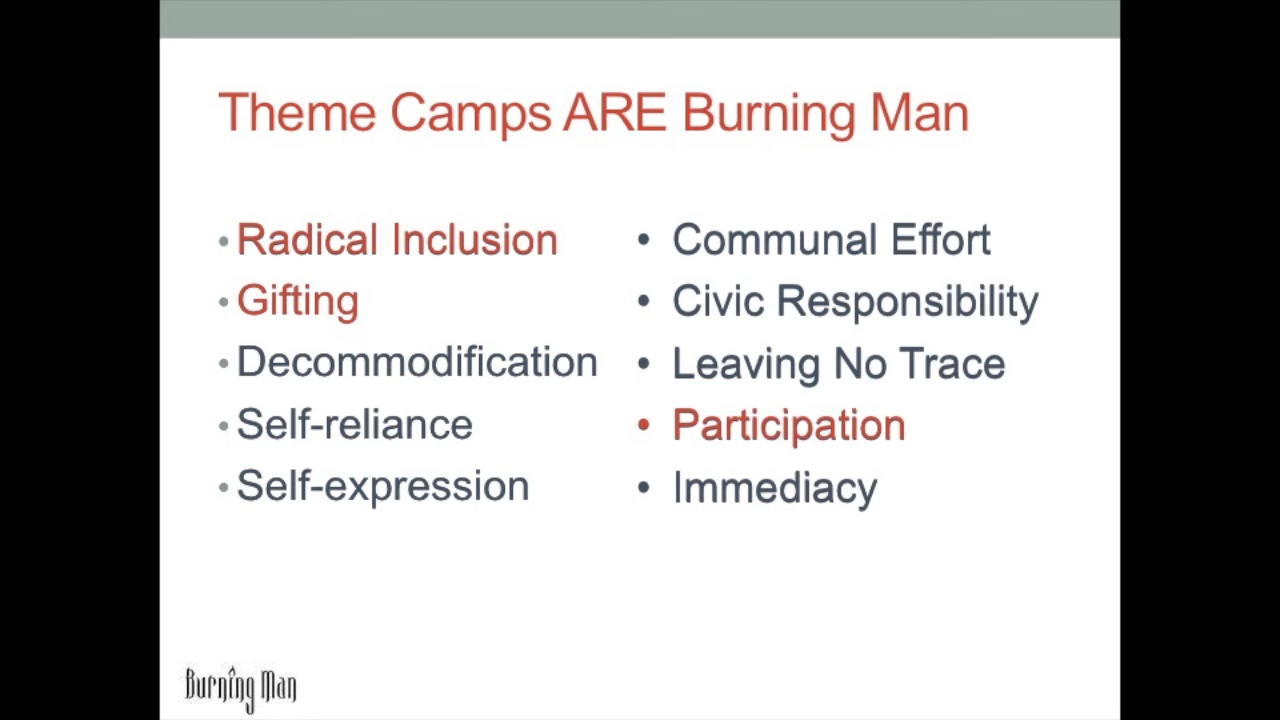 Theme Camps ARE Burning Man
• Radical Inclusion
• Gifting
• Decommodification
• Self-reliance
• Self-expression
• Communal Effort
• Civic Responsibility
• Leaving No Trace
• Participation
• Immediacy
Burning Man